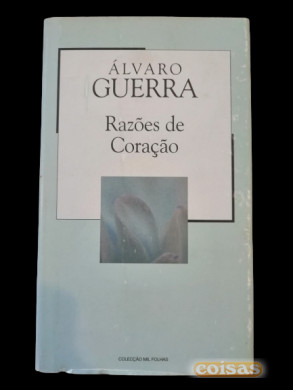 ÁLVARO
GUERRA
Razões de
Coração
COLECÇÃO MIL FOLHAS
coisas